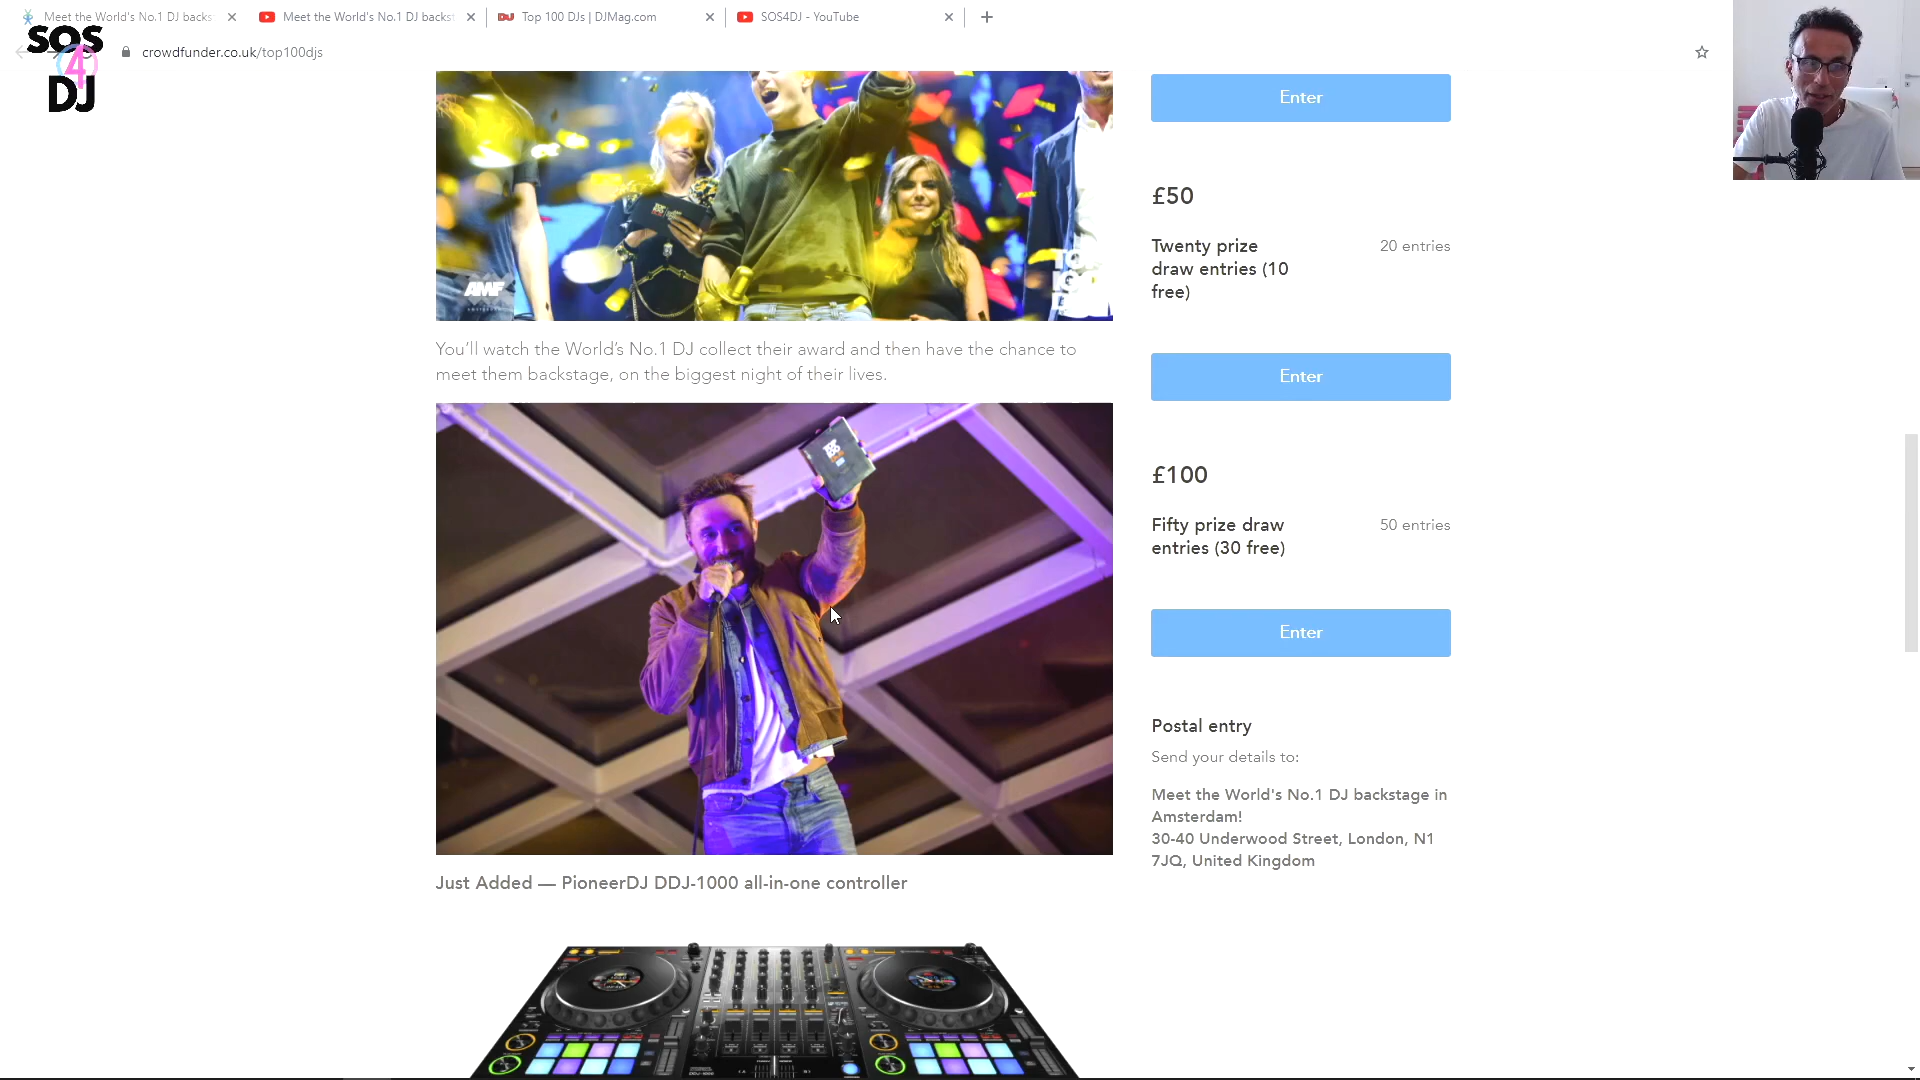 Meet the World's No.1 DJ backs
Meet the World's No.1 DJ backst
Top 100 DJs | DJMag.com
SOS4DJ - YouTube
SOS
4
DJ
crowdfunder.co.uk/top100djs
AMF
You'll watch the World's No.1 DJ collect their award and then have the chance to
meet them backstage, on the biggest night of their lives.
Just Added — PioneerDJ DDJ-1000 all-in-one controller
Enter
£50
Twenty prize
draw entries (10
free)
20 entries
Enter
£100
Fifty prize draw
entries (30 free)
50 entries
Enter
Postal entry
Send your details to:
Meet the World's No.1 DJ backstage in
Amsterdam!
30-40 Underwood Street, London, N1
7JQ, United Kingdom